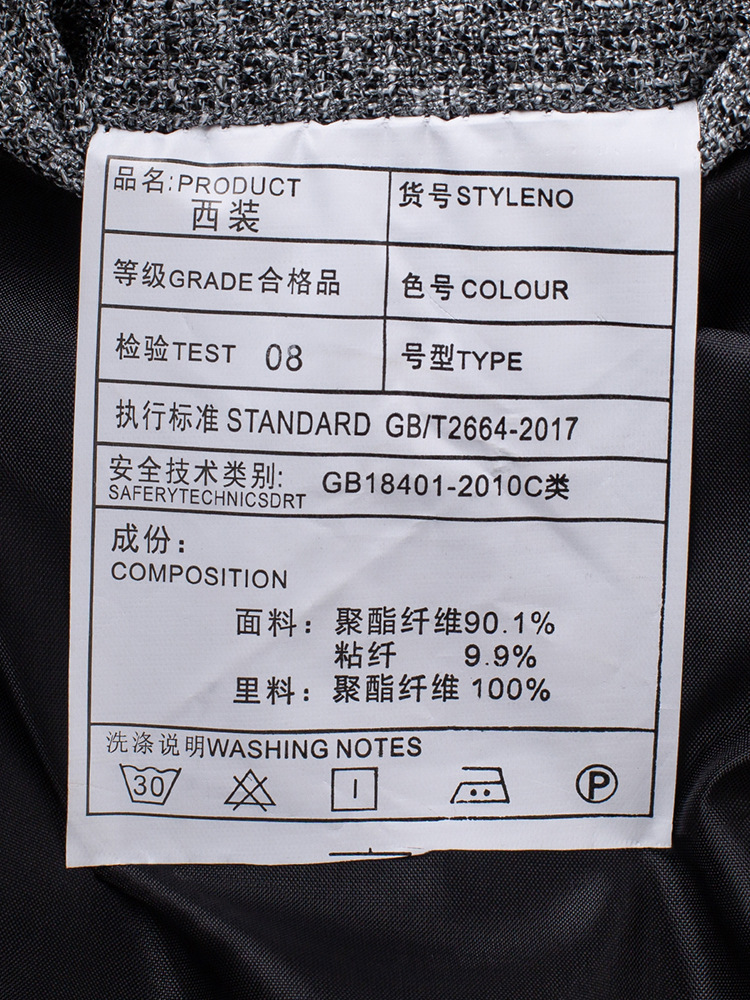 品名:PRODUCT
西装
货号STYLENO
等级GRADE合格品
色号COLOUR
检验TEST 08
号型TYPE
执行标准 STANDARD GB/T2664-2017
安全技术类别: GB18401-2010C类
SAFERYTECHNICSDRT
成份：
COMPOSITION
面料：聚酯纤维90.1%
粘纤 9.9%
里料：聚酯纤维 100%
洗涤说明WASHING NOTES
30
P